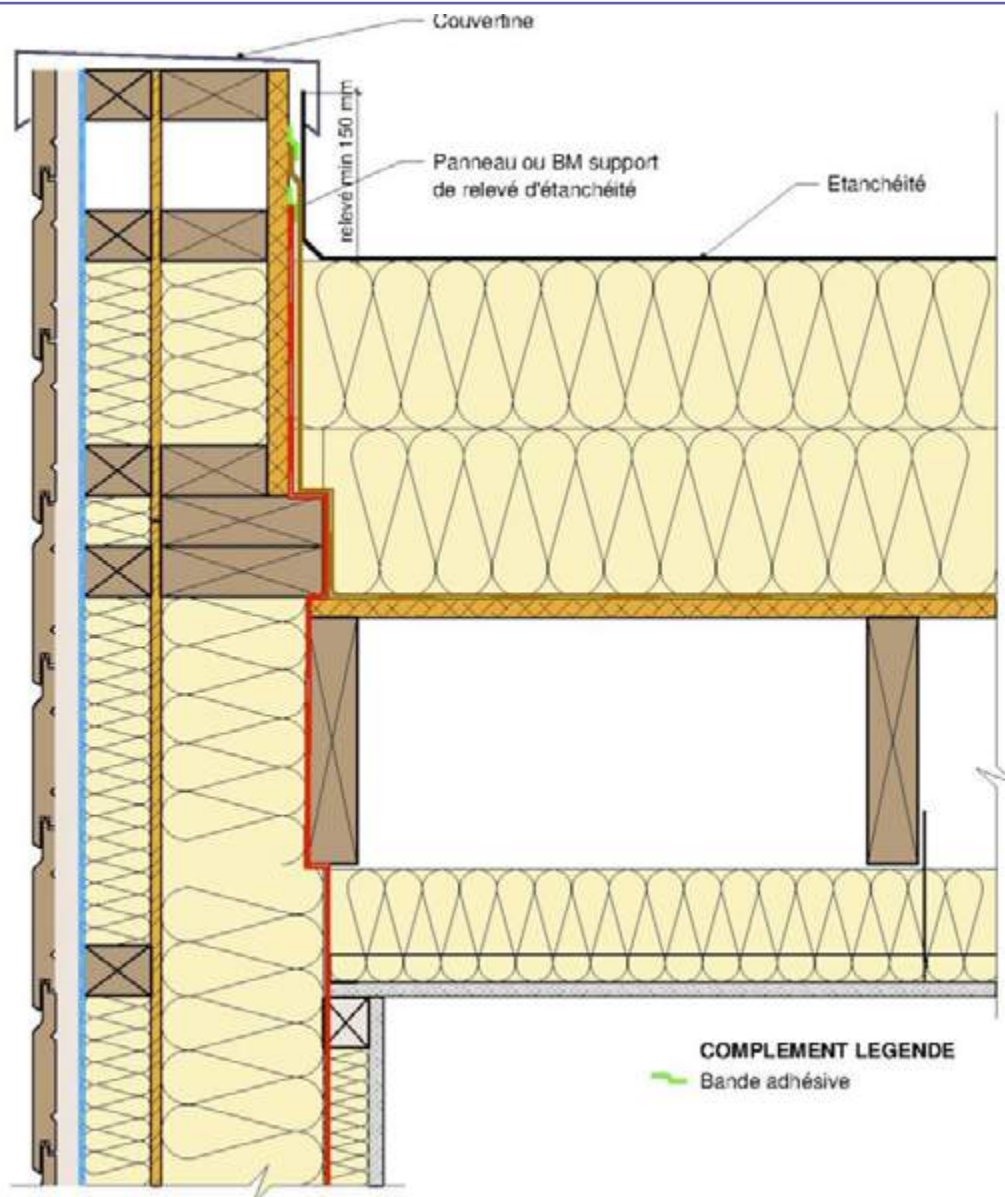 Couvertine
relevé min 150 mm
Panneau ou BM support
de relevé d'étanchéité
Etanchéité
COMPLEMENT LEGENDE
Bande adhésive